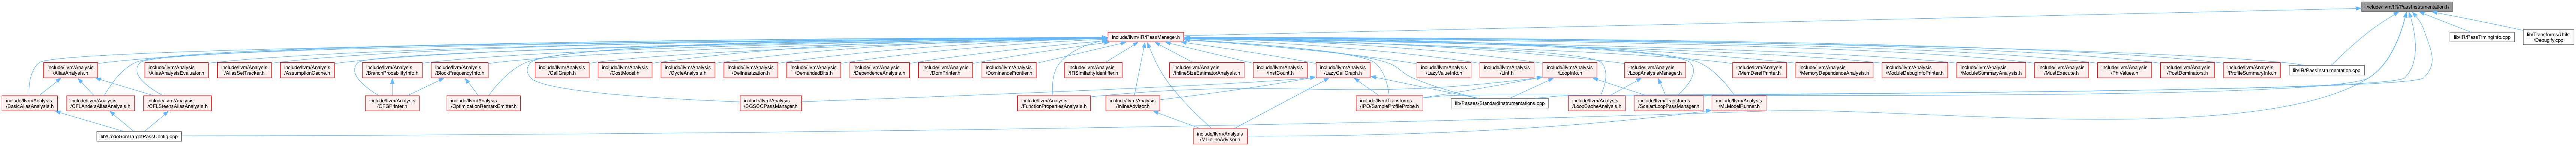 include/llvm/IR/PassInstrumentation.h
include/llvm/IR/PassManager.h
lib/IR/PassTimingInfo.cpp
lib/Transforms/Utils
/Debugify.cpp
include/llvm/Analysis
/AliasAnalysis.h
include/llvm/Analysis
/AliasAnalysisEvaluator.h
include/llvm/Analysis
/AliasSetTracker.h
include/llvm/Analysis
/AssumptionCache.h
include/llvm/Analysis
/BranchProbabilityInfo.h
include/llvm/Analysis
/BlockFrequencyInfo.h
include/llvm/Analysis
/CallGraph.h
include/llvm/Analysis
/CostModel.h
include/llvm/Analysis
/CycleAnalysis.h
include/llvm/Analysis
/Delinearization.h
include/llvm/Analysis
/DemandedBits.h
include/llvm/Analysis
/DependenceAnalysis.h
include/llvm/Analysis
/DomPrinter.h
include/llvm/Analysis
/DominanceFrontier.h
include/llvm/Analysis
/IRSimilarityIdentifier.h
include/llvm/Analysis
/InlineSizeEstimatorAnalysis.h
include/llvm/Analysis
/InstCount.h
include/llvm/Analysis
/LazyCallGraph.h
include/llvm/Analysis
/LazyValueInfo.h
include/llvm/Analysis
/Lint.h
include/llvm/Analysis
/LoopInfo.h
include/llvm/Analysis
/LoopAnalysisManager.h
include/llvm/Analysis
/MemDerefPrinter.h
include/llvm/Analysis
/MemoryDependenceAnalysis.h
include/llvm/Analysis
/ModuleDebugInfoPrinter.h
include/llvm/Analysis
/ModuleSummaryAnalysis.h
include/llvm/Analysis
/MustExecute.h
include/llvm/Analysis
/PhiValues.h
include/llvm/Analysis
/PostDominators.h
include/llvm/Analysis
/ProfileSummaryInfo.h
lib/IR/PassInstrumentation.cpp
include/llvm/Analysis
/BasicAliasAnalysis.h
include/llvm/Analysis
/CFLAndersAliasAnalysis.h
include/llvm/Analysis
/CFLSteensAliasAnalysis.h
include/llvm/Analysis
/CFGPrinter.h
include/llvm/Analysis
/OptimizationRemarkEmitter.h
include/llvm/Analysis
/CGSCCPassManager.h
include/llvm/Analysis
/FunctionPropertiesAnalysis.h
include/llvm/Analysis
/InlineAdvisor.h
include/llvm/Transforms
/IPO/SampleProfileProbe.h
lib/Passes/StandardInstrumentations.cpp
include/llvm/Analysis
/LoopCacheAnalysis.h
include/llvm/Transforms
/Scalar/LoopPassManager.h
include/llvm/Analysis
/MLModelRunner.h
lib/CodeGen/TargetPassConfig.cpp
include/llvm/Analysis
/MLInlineAdvisor.h